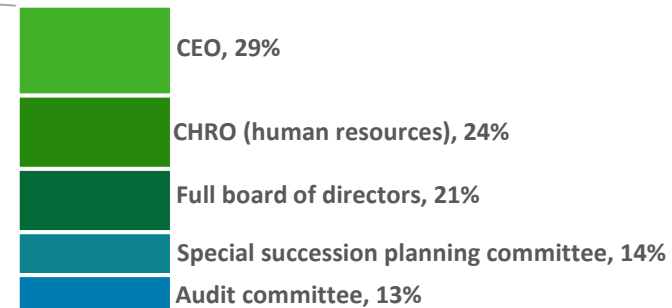 CEO, 29%
CHRO (human resources), 24%
Full board of directors, 21%
Special succession planning committee, 14%
Audit committee, 13%